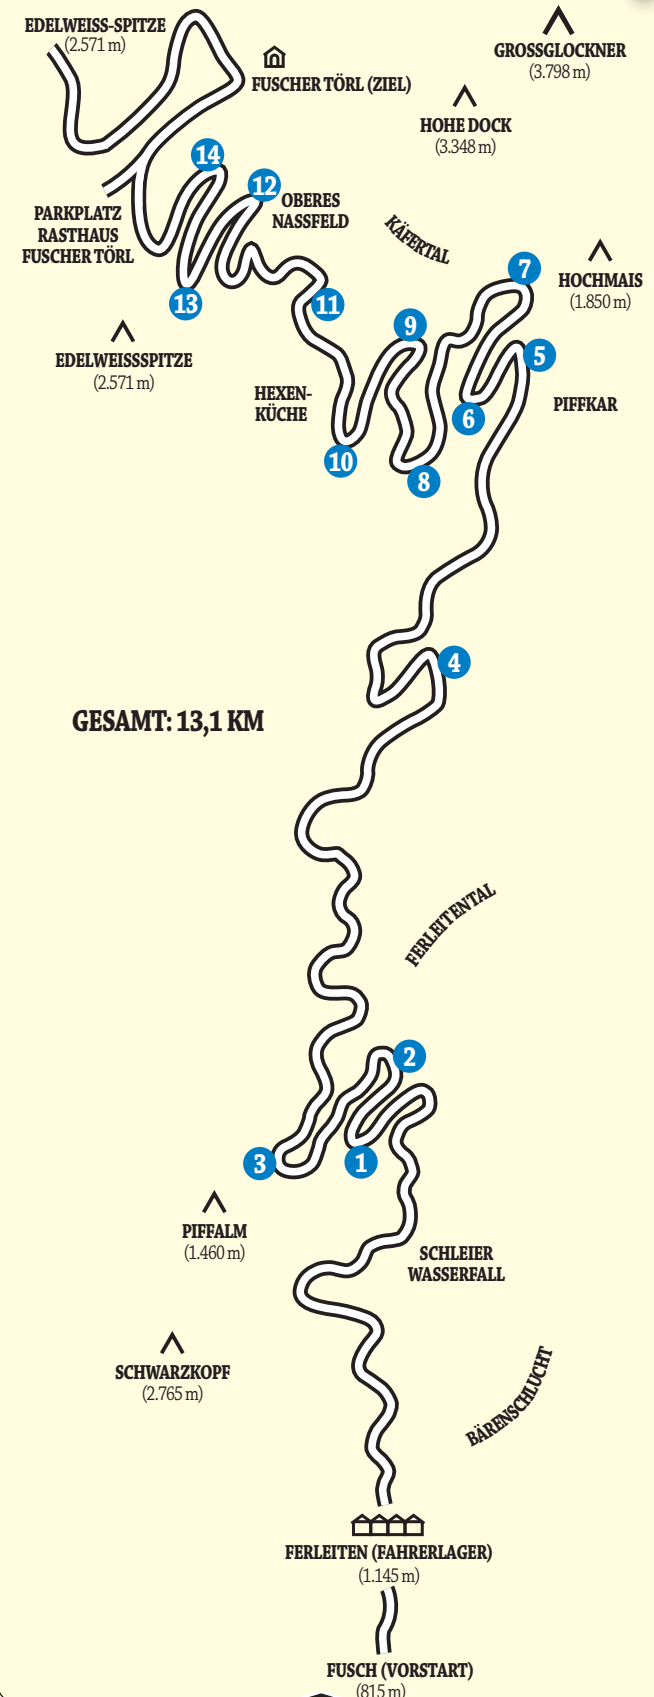 EDELWEISS-SPITZE
(2.571 m)
GROSSGLOCKNER
(3.798 m)
FUSCHER TÖRL (ZIEL)
HOHE DOCK
(3.348 m)
14
12
OBERES
NASSFELD
PARKPLATZ
RASTHAUS
FUSCHER TÖRL
KÄFERTAL
7
HOCHMAIS
(1.850 m)
13
11
9
EDELWEISSSPITZE
(2.571 m)
5
HEXEN-
KÜCHE
6
PIFFKAR
10
8
4
GESAMT: 13,1 KM
FERLEITENTAL
2
3
1
PIFFALM
(1.460 m)
SCHLEIER
WASSERFALL
SCHWARZKOPF
(2.765 m)
BÄRENSCHLUCHT
FERLEITEN (FAHRERLAGER)
(1.145 m)
FUSCH (VORSTART)
(815 m)